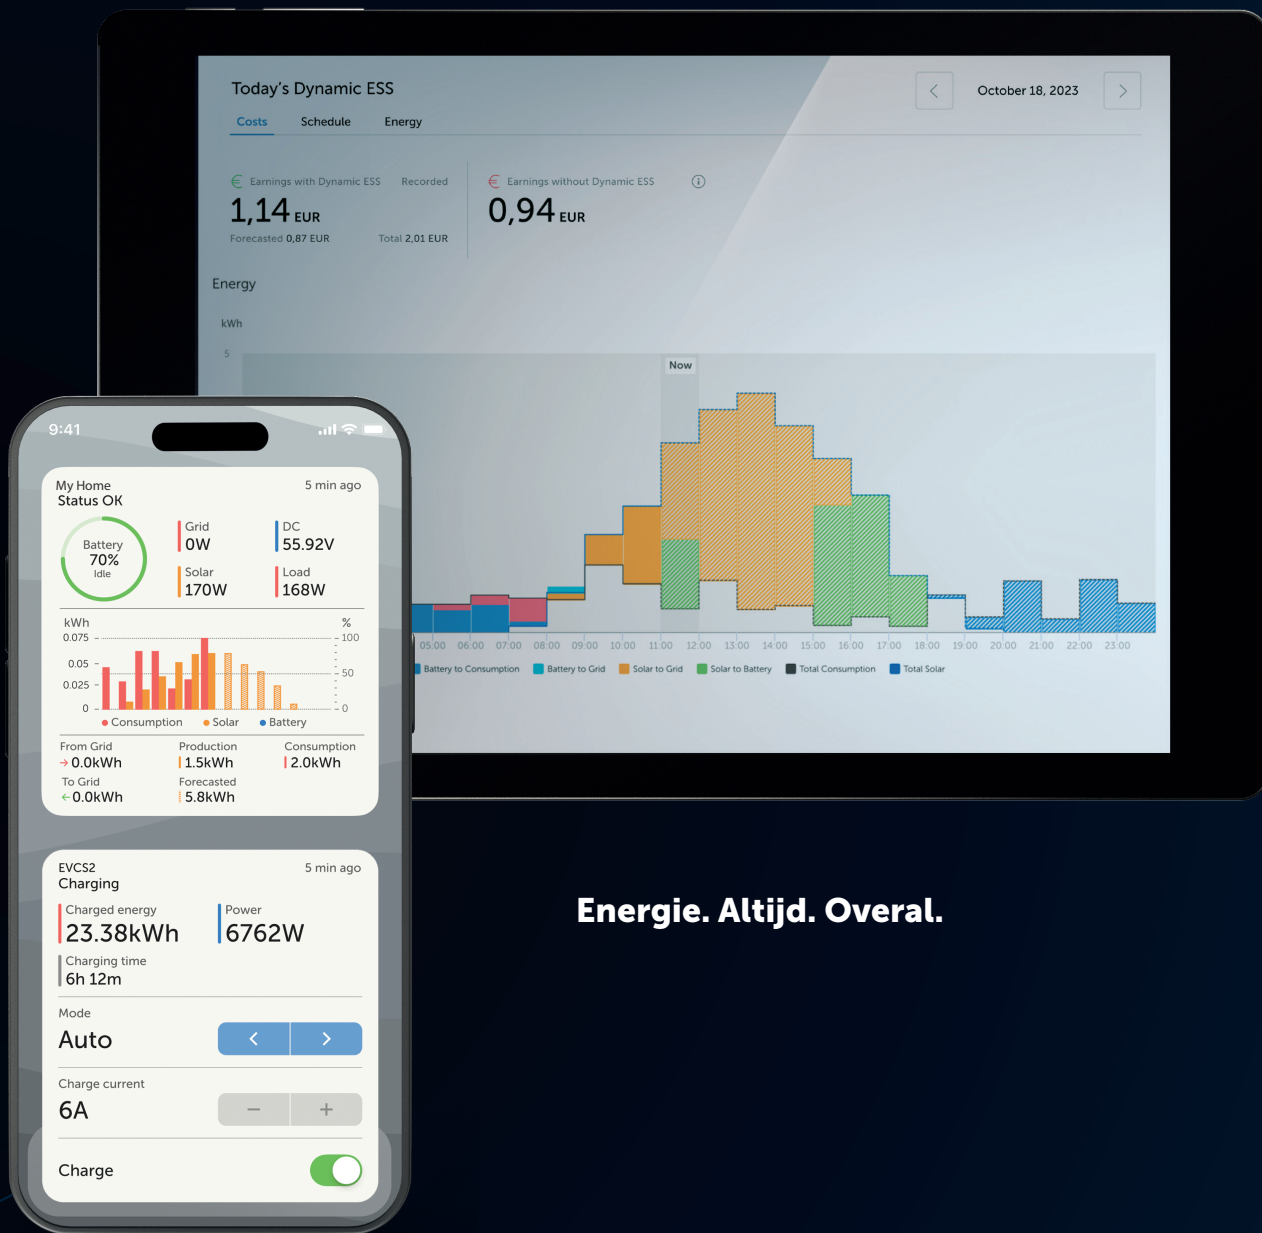 Today's Dynamic ESS
October 18, 2023
Costs Schedule Energy
€ Earnings with Dynamic ESS Recorded
1,14 EUR
Forecasted 0,87 EUR Total 2,01 EUR
€ Earnings without Dynamic ESS
0,94 EUR
Energy
kWh
5
Now
05:00 06:00 07:00 08:00 09:00 10:00 11:00 12:00 13:00 14:00 15:00 16:00 17:00 18:00 19:00 20:00 21:00 22:00 23:00
Battery to Consumption Battery to Grid Solar to Grid Solar to Battery Total Consumption Total Solar
9:41
My Home 5 min ago
Status OK
Battery
70%
Idle
Grid
0W
DC
55.92V
Solar
170W
Load
168W
kWh %
0.075 100
0.05
50
0.025
0 0
Consumption Solar Battery
From Grid Production Consumption
→ 0.0kWh 1.5kWh 2.0kWh
To Grid Forecasted
← 0.0kWh 5.8kWh
EVCS2 5 min ago
Charging
Charged energy Power
23.38kWh 6762W
Charging time
6h 12m
Mode
Auto < >
Charge current
6A − +
Charge
Energie. Altijd. Overal.